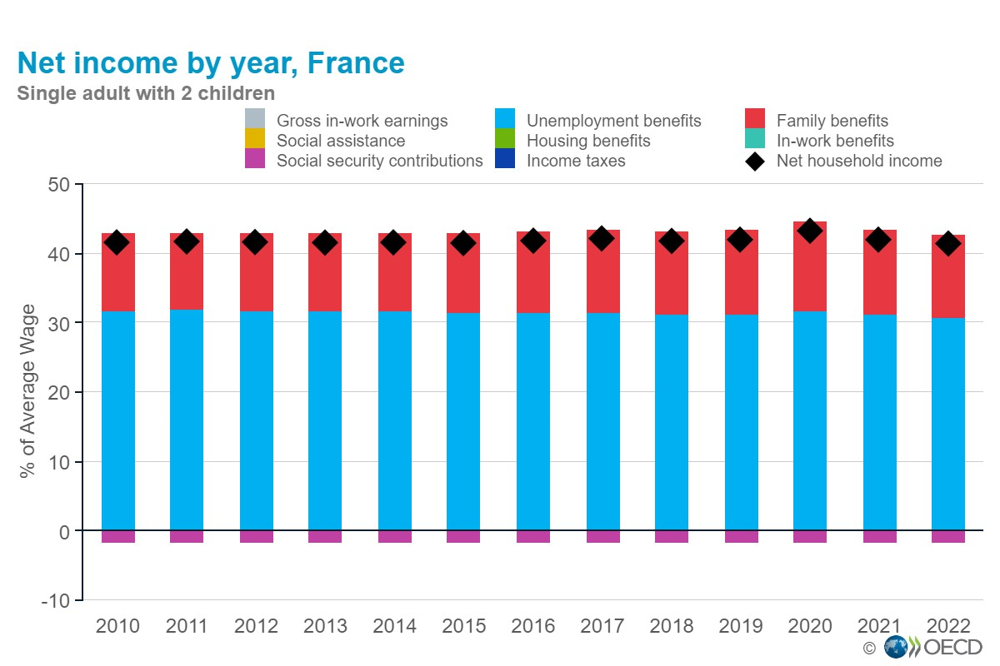 Net income by year, France
Single adult with 2 children
Gross in-work earnings Unemployment benefits Family benefits
Social assistance Housing benefits In-work benefits
Social security contributions Income taxes Net household income
% of Average Wage
50
40
30
20
10
0
-10
2010 2011 2012 2013 2014 2015 2016 2017 2018 2019 2020 2021 2022
© OECD